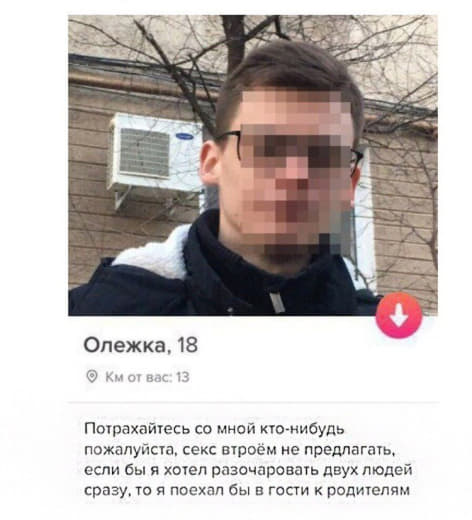 Олежка, 18
Км от вас: 13
Потрахайтесь со мной кто-нибудь
пожалуйста, секс втроём не предлагать,
если бы я хотел разочаровать двух людей
сразу, то я поехал бы в гости к родителям